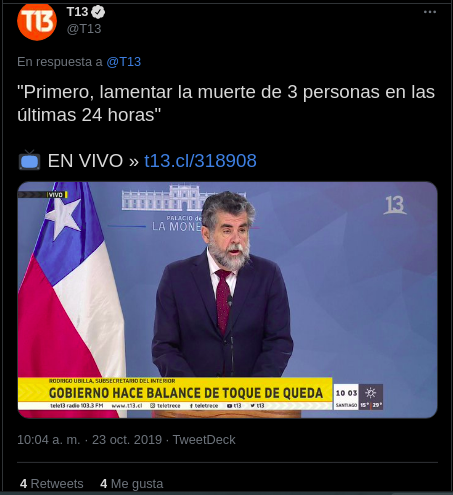 T13
T13
@T13
En respuesta a @T13
"Primero, lamentar la muerte de 3 personas en las
últimas 24 horas"
EN VIVO » t13.cl/318908
VIVO
13
PALACIO de
LA MONE
RODRIGO UBILLA, SUBSECRETARIO DEL INTERIOR
GOBIERNO HACE BALANCE DE TOQUE DE QUEDA
10 03
tele13 radio 103.3 FM www.t13.cl teletrece teletrece t13 t13
SANTIAGO 15° 29°
10:04 a. m. · 23 oct. 2019 · TweetDeck
4 Retweets 4 Me gusta